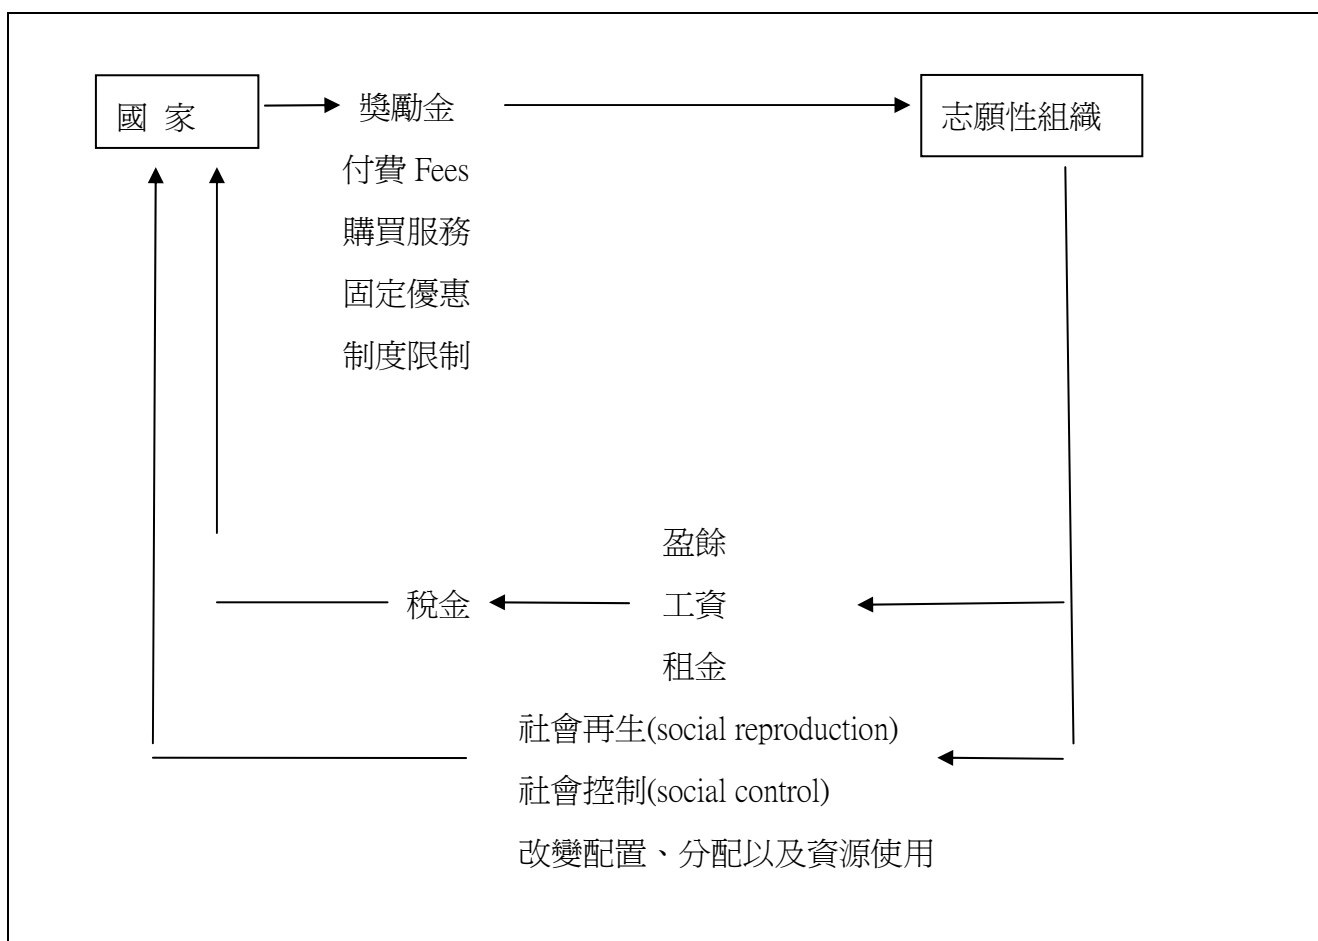 國 家
獎勵金
志願性組織
付費 Fees
購買服務
固定優惠
制度限制
盈餘
稅金
工資
租金
社會再生(social reproduction)
社會控制(social control)
改變配置、分配以及資源使用